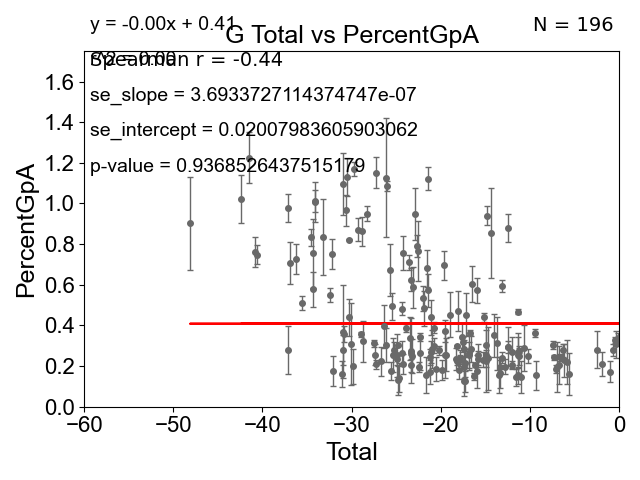 y = -0.00x + 0.41
N = 196
G Total vs PercentGpA
Spearman r = -0.44
se_slope = 3.6933727114374747e-07
se_intercept = 0.02007983605903062
p-value = 0.9368526437515179
PercentGpA
1.6
1.4
1.2
1.0
0.8
0.6
0.4
0.2
0.0
−60
−50
−40
−30
−20
−10
0
Total